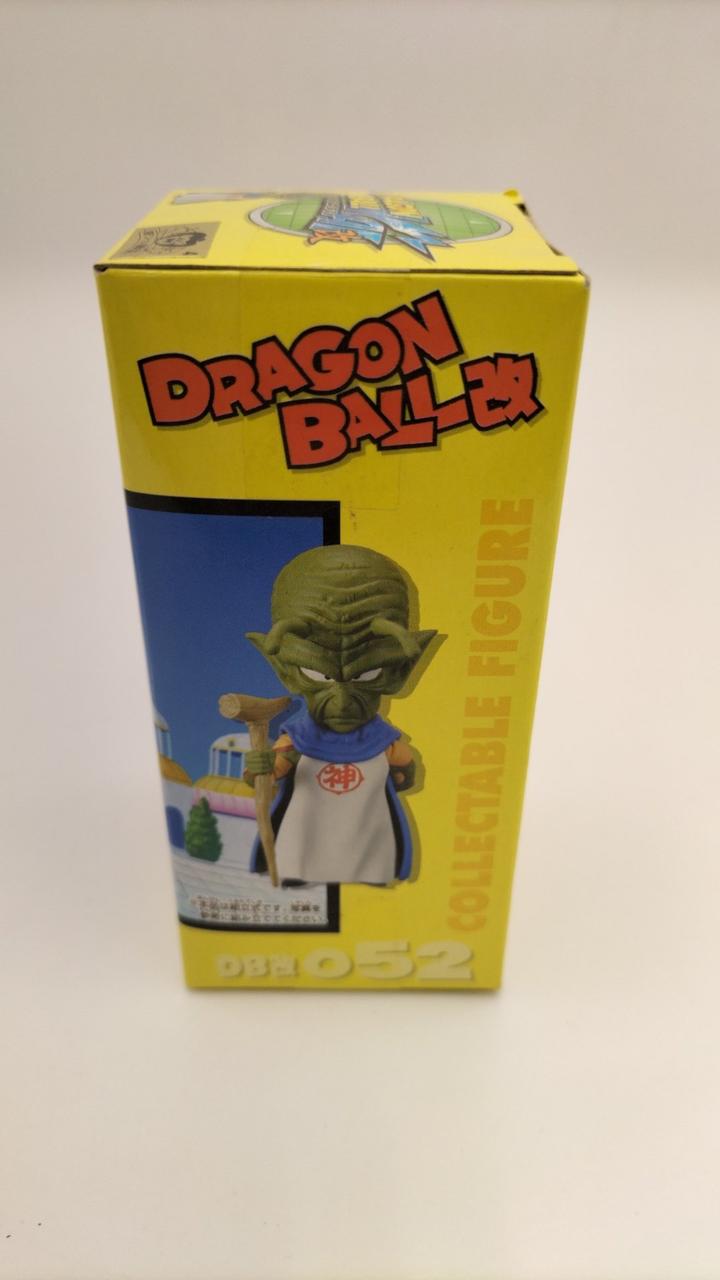 DRAGON
BALL改
COLLECTABLE FIGURE
神
DB改 052